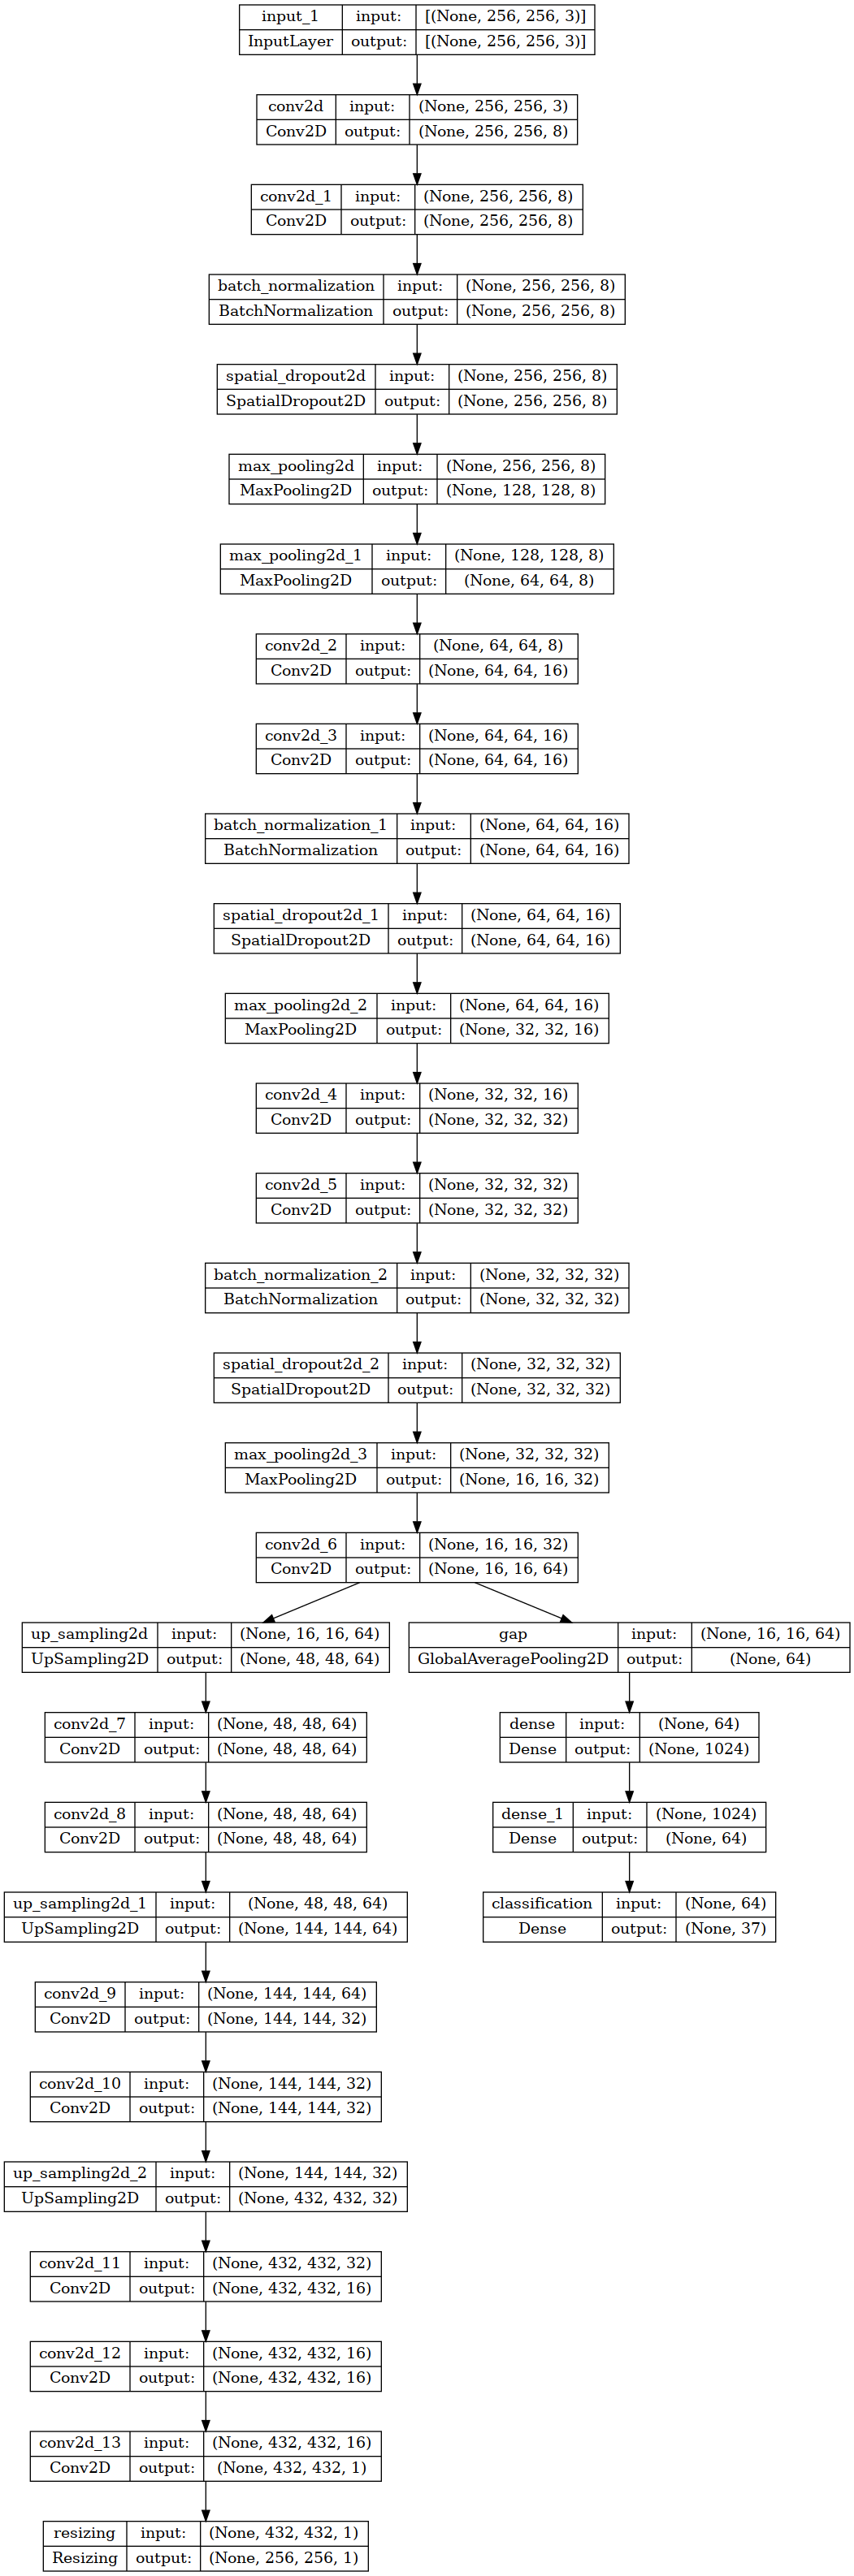 input_1 input: [(None, 256, 256, 3)]
InputLayer output: [(None, 256, 256, 3)]
conv2d input: (None, 256, 256, 3)
Conv2D output: (None, 256, 256, 8)
conv2d_1 input: (None, 256, 256, 8)
Conv2D output: (None, 256, 256, 8)
batch_normalization input: (None, 256, 256, 8)
BatchNormalization output: (None, 256, 256, 8)
spatial_dropout2d input: (None, 256, 256, 8)
SpatialDropout2D output: (None, 256, 256, 8)
max_pooling2d input: (None, 256, 256, 8)
MaxPooling2D output: (None, 128, 128, 8)
max_pooling2d_1 input: (None, 128, 128, 8)
MaxPooling2D output: (None, 64, 64, 8)
conv2d_2 input: (None, 64, 64, 8)
Conv2D output: (None, 64, 64, 16)
conv2d_3 input: (None, 64, 64, 16)
Conv2D output: (None, 64, 64, 16)
batch_normalization_1 input: (None, 64, 64, 16)
BatchNormalization output: (None, 64, 64, 16)
spatial_dropout2d_1 input: (None, 64, 64, 16)
SpatialDropout2D output: (None, 64, 64, 16)
max_pooling2d_2 input: (None, 64, 64, 16)
MaxPooling2D output: (None, 32, 32, 16)
conv2d_4 input: (None, 32, 32, 16)
Conv2D output: (None, 32, 32, 32)
conv2d_5 input: (None, 32, 32, 32)
Conv2D output: (None, 32, 32, 32)
batch_normalization_2 input: (None, 32, 32, 32)
BatchNormalization output: (None, 32, 32, 32)
spatial_dropout2d_2 input: (None, 32, 32, 32)
SpatialDropout2D output: (None, 32, 32, 32)
max_pooling2d_3 input: (None, 32, 32, 32)
MaxPooling2D output: (None, 16, 16, 32)
conv2d_6 input: (None, 16, 16, 32)
Conv2D output: (None, 16, 16, 64)
up_sampling2d input: (None, 16, 16, 64)
UpSampling2D output: (None, 48, 48, 64)
conv2d_7 input: (None, 48, 48, 64)
Conv2D output: (None, 48, 48, 64)
conv2d_8 input: (None, 48, 48, 64)
Conv2D output: (None, 48, 48, 64)
up_sampling2d_1 input: (None, 48, 48, 64)
UpSampling2D output: (None, 144, 144, 64)
conv2d_9 input: (None, 144, 144, 64)
Conv2D output: (None, 144, 144, 32)
conv2d_10 input: (None, 144, 144, 32)
Conv2D output: (None, 144, 144, 32)
up_sampling2d_2 input: (None, 144, 144, 32)
UpSampling2D output: (None, 432, 432, 32)
conv2d_11 input: (None, 432, 432, 32)
Conv2D output: (None, 432, 432, 16)
conv2d_12 input: (None, 432, 432, 16)
Conv2D output: (None, 432, 432, 16)
conv2d_13 input: (None, 432, 432, 16)
Conv2D output: (None, 432, 432, 1)
resizing input: (None, 432, 432, 1)
Resizing output: (None, 256, 256, 1)
gap input: (None, 16, 16, 64)
GlobalAveragePooling2D output: (None, 64)
dense input: (None, 64)
Dense output: (None, 1024)
dense_1 input: (None, 1024)
Dense output: (None, 64)
classification input: (None, 64)
Dense output: (None, 37)